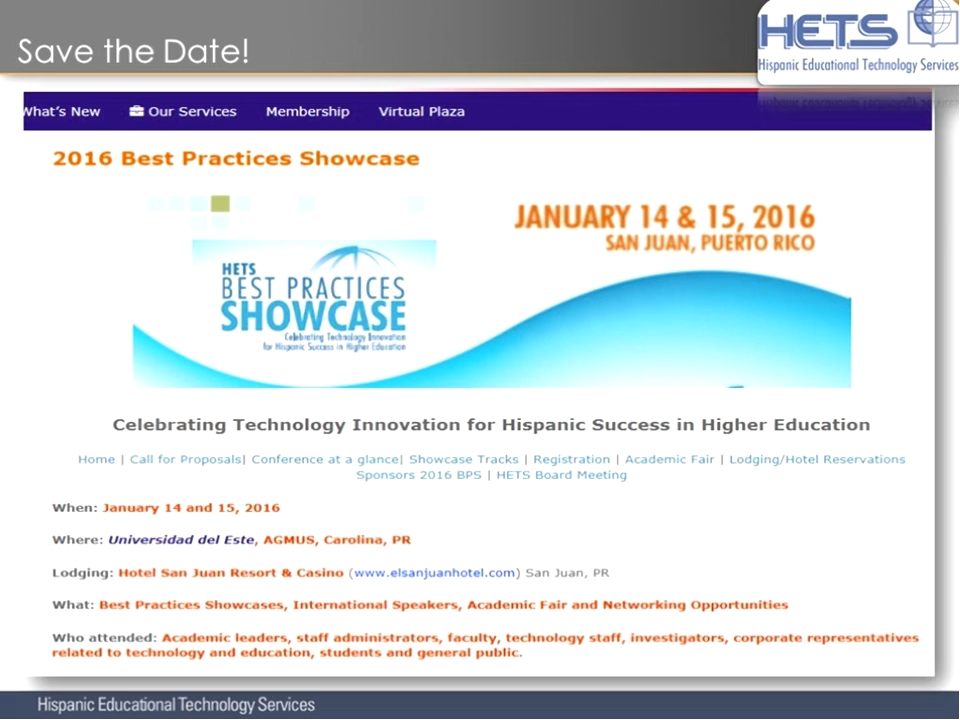 Save the Date!
HETS
Hispanic Educational Technology Services
What's New Our Services Membership Virtual Plaza
2016 Best Practices Showcase
JANUARY 14 & 15, 2016
SAN JUAN, PUERTO RICO
HETS
BEST PRACTICES
SHOWCASE
Celebrating Technology Innovation
for Hispanic Success in Higher Education
Celebrating Technology Innovation for Hispanic Success in Higher Education
Home | Call for Proposals| Conference at a glance| Showcase Tracks | Registration | Academic Fair | Lodging/Hotel Reservations
Sponsors 2016 BPS | HETS Board Meeting
When: January 14 and 15, 2016
Where: Universidad del Este, AGMUS, Carolina, PR
Lodging: Hotel San Juan Resort & Casino (www.elsanjuanhotel.com) San Juan, PR
What: Best Practices Showcases, International Speakers, Academic Fair and Networking Opportunities
Who attended: Academic leaders, staff administrators, faculty, technology staff, investigators, corporate representatives
related to technology and education, students and general public.
Hispanic Educational Technology Services